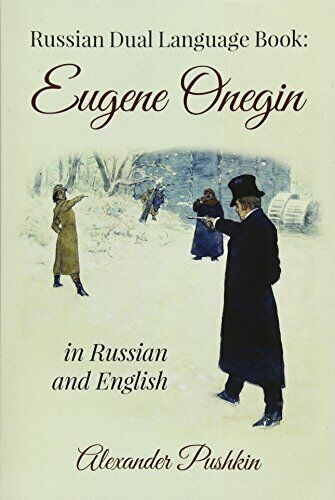 Russian Dual Language Book:
Eugene Onegin
in Russian
and English
Alexander Pushkin